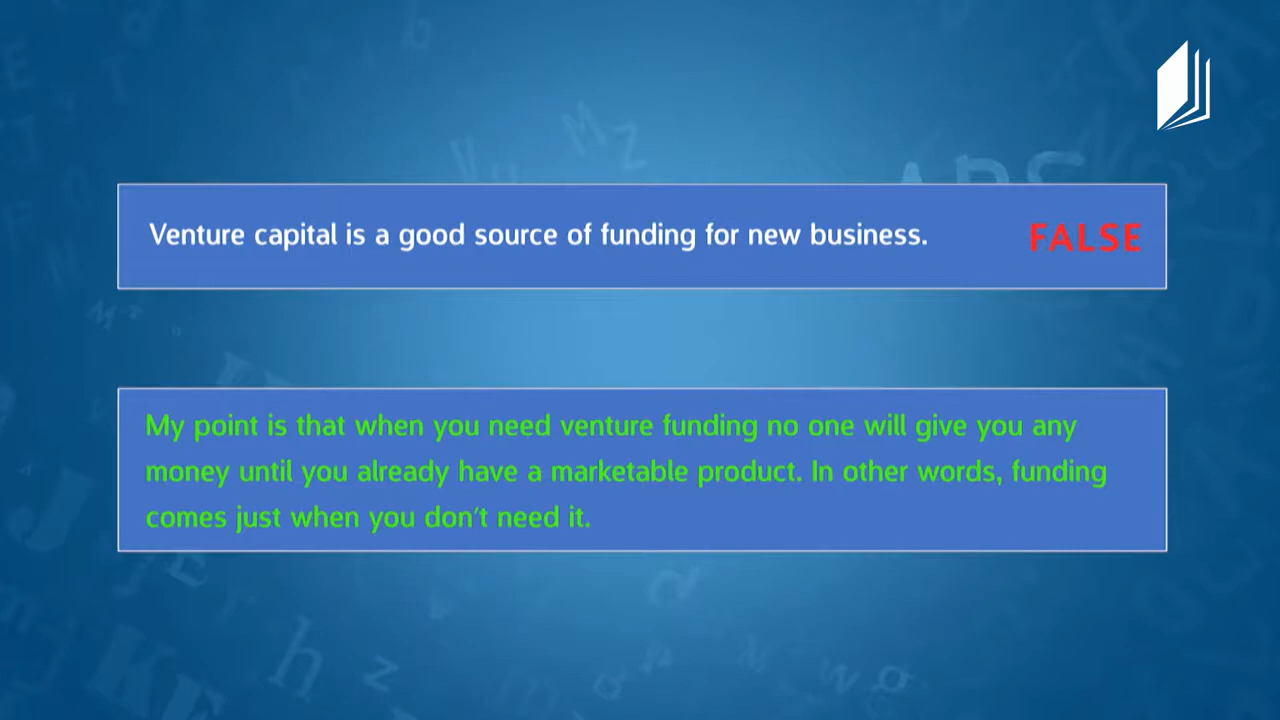 Venture capital is a good source of funding for new business.
FALSE
My point is that when you need venture funding no one will give you any
money until you already have a marketable product. In other words, funding
comes just when you don't need it.